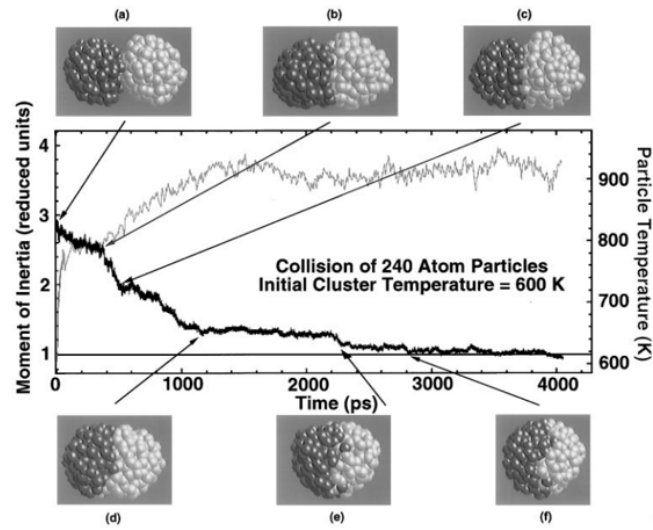 (a)
(b)
(c)
Moment of Inertia (reduced units)
4
3
2
1
Particle Temperature (K)
900
800
700
600
Collision of 240 Atom Particles
Initial Cluster Temperature = 600 K
0
1000
2000
3000
4000
Time (ps)
(d)
(e)
(f)